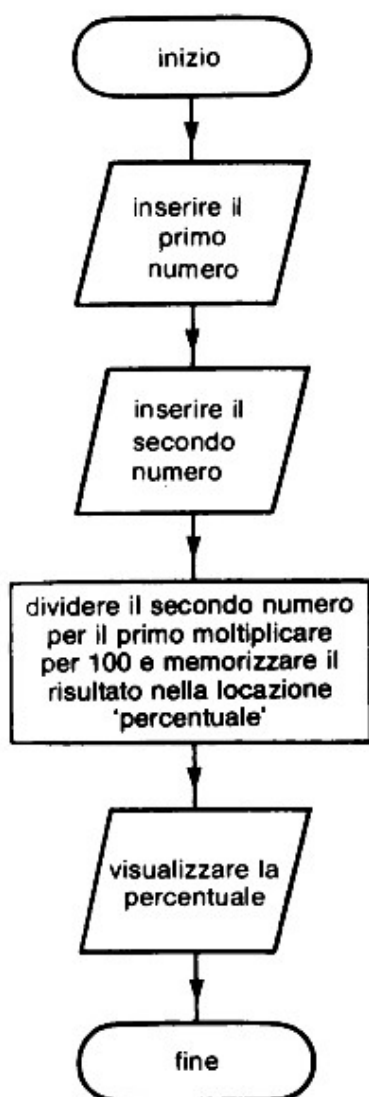 inizio
inserire il
primo
numero
inserire il
secondo
numero
dividere il secondo numero
per il primo moltiplicare
per 100 e memorizzare il
risultato nella locazione
'percentuale'
visualizzare la
percentuale
fine